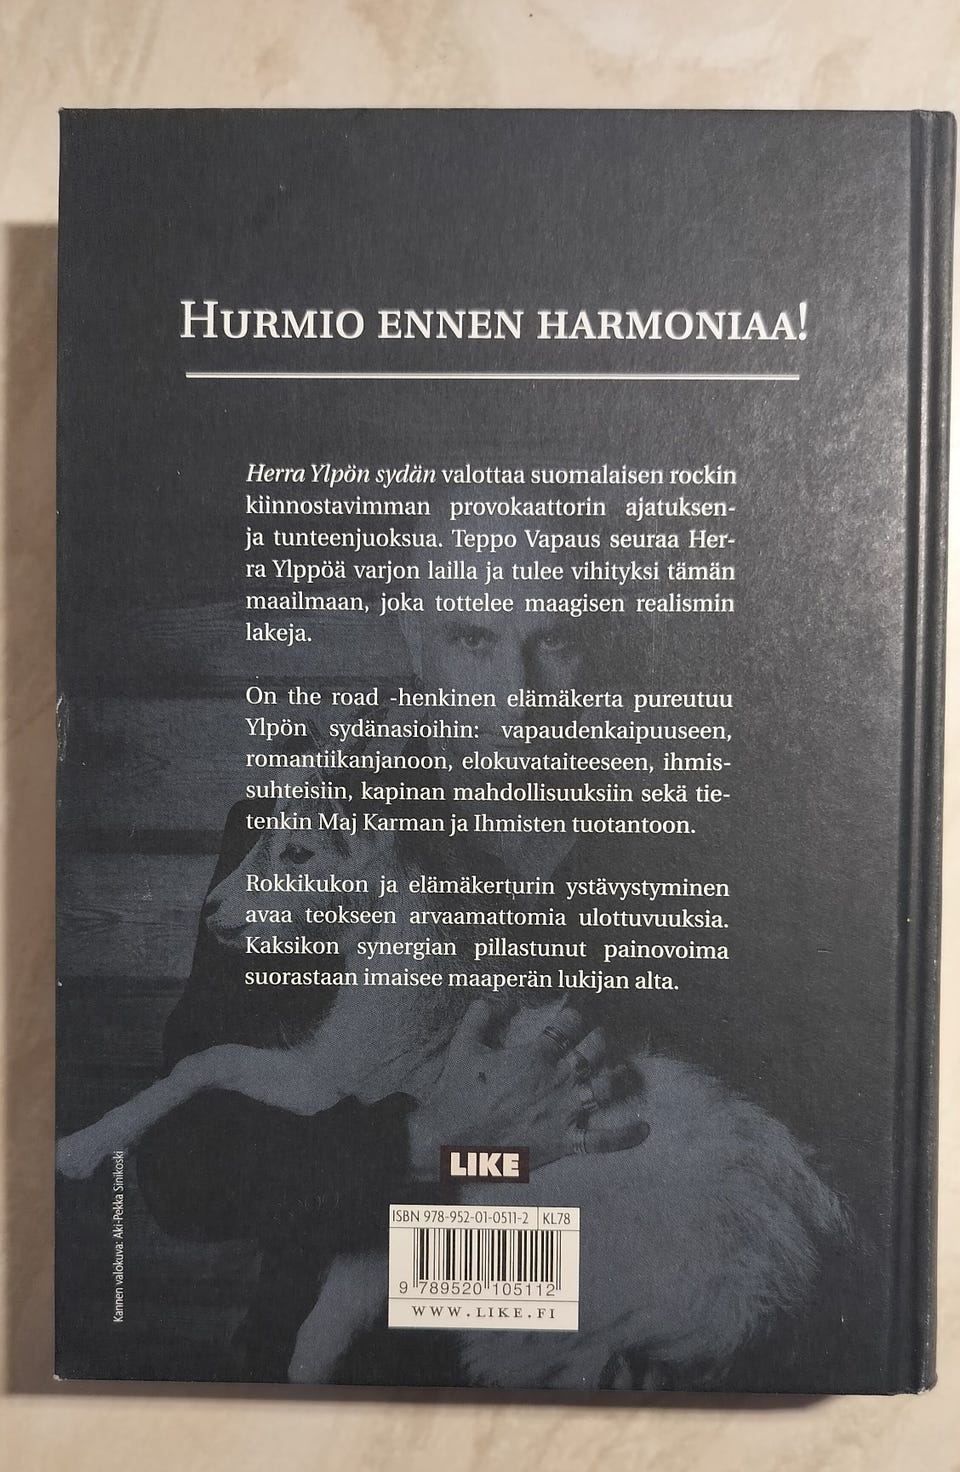 HURMIO ENNEN HARMONIAA!
Herra Ylpön sydän valottaa suomalaisen rockin
kiinnostavimman provokaattorin ajatuksen-
ja tunteenjuoksua. Teppo Vapaus seuraa Her-
ra Ylppöä varjon lailla ja tulee vihityksi tämän
maailmaan, joka tottelee maagisen realismin
lakeja.
On the road -henkinen elämäkerta pureutuu
Ylpön sydänasioihin: vapaudenkaipuuseen,
romantiikanjanoon, elokuvataiteeseen, ihmis-
suhteisiin, kapinan mahdollisuuksiin sekä tie-
tenkin Maj Karman ja Ihmisten tuotantoon.
Rokkikukon ja elämäkerturin ystävystyminen
avaa teokseen arvaamattomia ulottuvuuksia.
Kaksikon synergian pillastunut painovoima
suorastaan imaisee maaperän lukijan alta.
Kannen valokuva: Aki-Pekka Sinikoski
LIKE
ISBN 978-952-01-0511-2 KL78
9 789520 105112
WWW.LIKE.FI